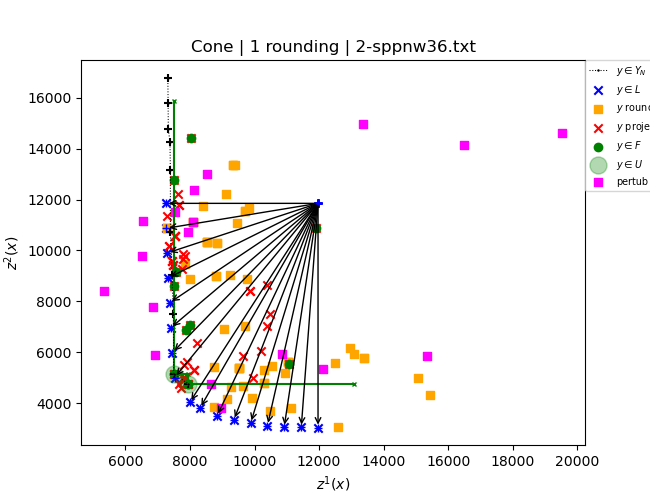 Cone | 1 rounding | 2-sppnw36.txt
z²(x)
16000
14000
12000
10000
8000
6000
4000
6000 8000 10000 12000 14000 16000 18000 20000
z¹(x)
y ∈ Y_N
y ∈ L
y roun
y proje
y ∈ F
y ∈ U
pertub